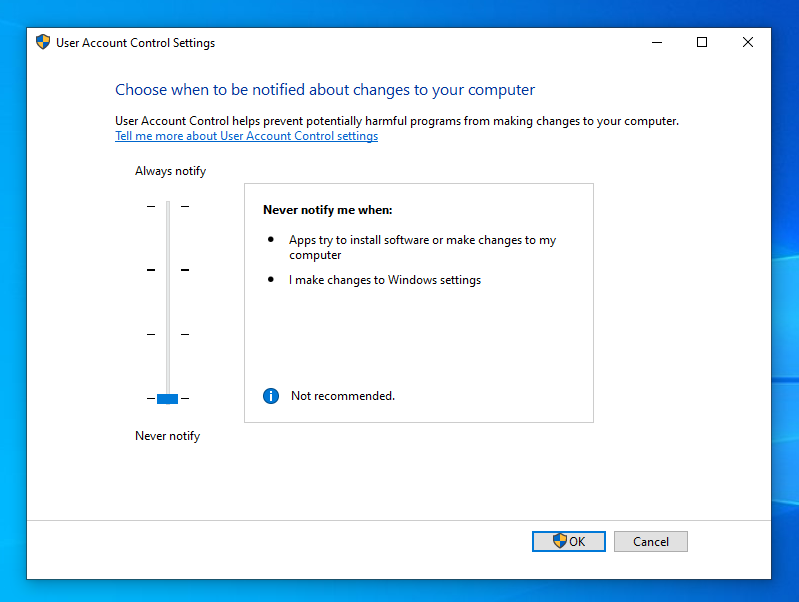 User Account Control Settings
Choose when to be notified about changes to your computer
User Account Control helps prevent potentially harmful programs from making changes to your computer.
Tell me more about User Account Control settings
Always notify
Never notify me when:
Apps try to install software or make changes to my
computer
I make changes to Windows settings
Not recommended.
Never notify
OK
Cancel